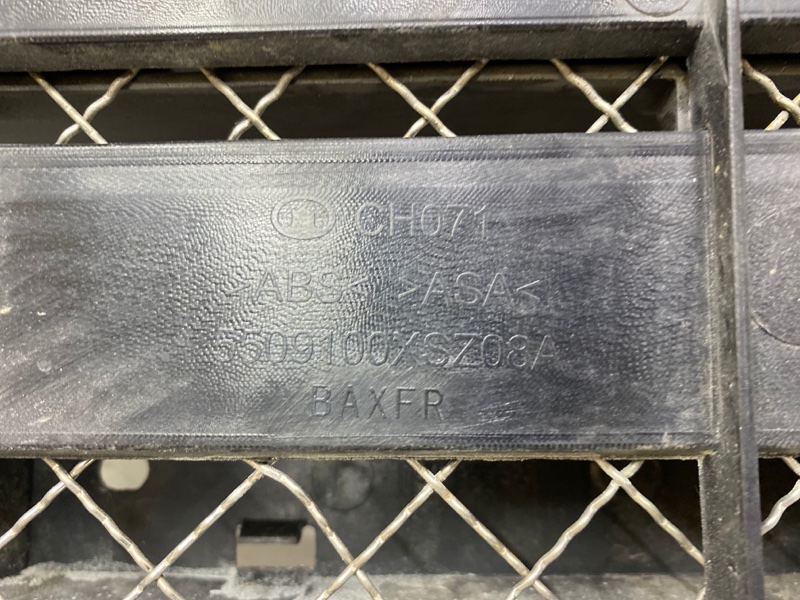 CH071
>ABS< >ASA<
5509100XSZ08A
BAXFR